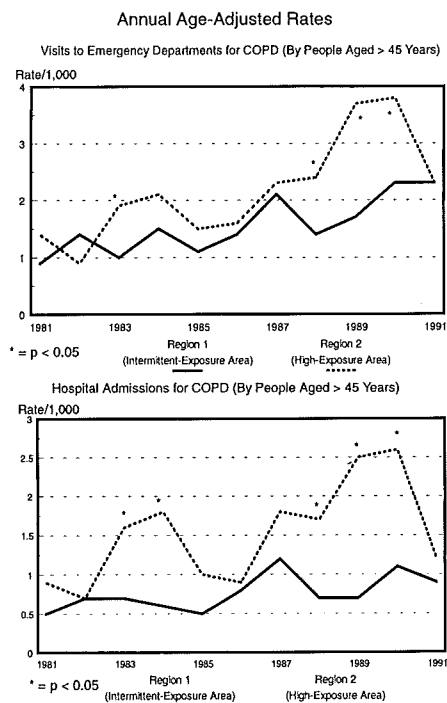 Annual Age-Adjusted Rates
Visits to Emergency Departments for COPD (By People Aged > 45 Years)
Rate/1,000
4
3
2
1
0
1981 1983 1985 1987 1989 1991
* = p < 0.05
Region 1 Region 2
(Intermittent-Exposure Area) (High-Exposure Area)
Hospital Admissions for COPD (By People Aged > 45 Years)
Rate/1,000
3
2.5
2
1.5
1
0.5
0
1981 1983 1985 1987 1989 1991
* = p < 0.05
Region 1 Region 2
(Intermittent-Exposure Area) (High-Exposure Area)